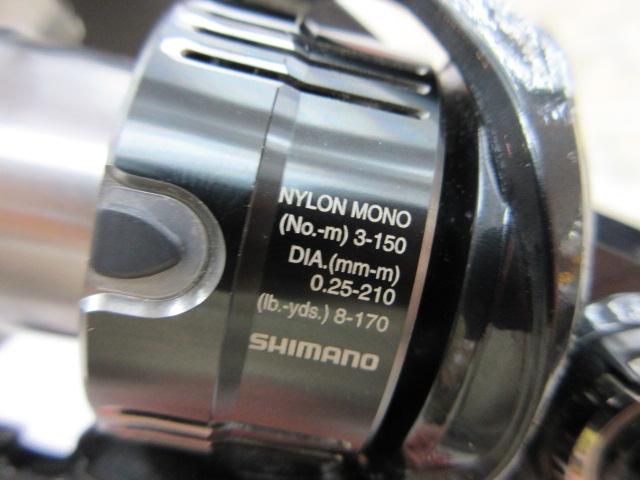 NYLON MONO
(No.-m) 3-150
DIA.(mm-m)
0.25-210
(lb.-yds.) 8-170
SHIMANO